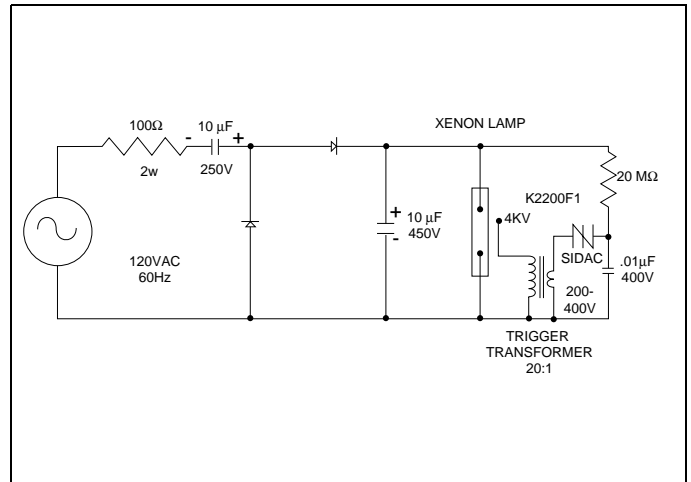 100Ω
10 μF
+
-
2w
250V
120VAC
60Hz
+
-
10 μF
450V
XENON LAMP
4KV
K2200F1
20 MΩ
SIDAC
.01μF
400V
200-
400V
TRIGGER
TRANSFORMER
20:1